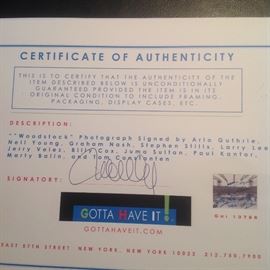 CERTIFICATE OF AUTHENTICITY
THIS IS TO CERTIFY THAT THE AUTHENTICITY OF THE
ITEM DESCRIBED BELOW IS UNCONDITIONALLY
GUARANTEED PROVIDED THE ITEM IS IN ITS
ORIGINAL CONDITION TO INCLUDE FRAMING,
PACKAGING, DISPLAY CASES, ETC.
DESCRIPTION:
""Woodstock" Photograph Signed by Arlo Guthrie,
Neil Young, Graham Nash, Stephen Stills, Larry Lee
Jerry Velez, Billy Cox, Juma Sultan, Paul Kantor,
Marty Balin, and Tom Constanten
SIGNATORY:
GOTTA HAVE IT!
GOTTAHAVEIT.COM
EAST 57TH STREET NEW YORK, NEW YORK 10022 212-750-7900